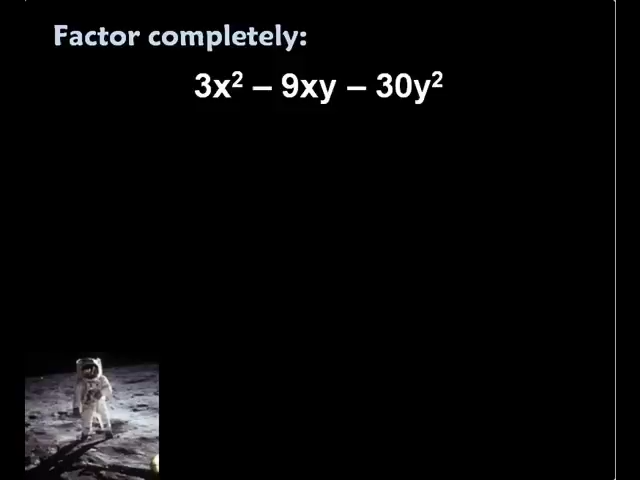 Factor completely:
3x² – 9xy – 30y²